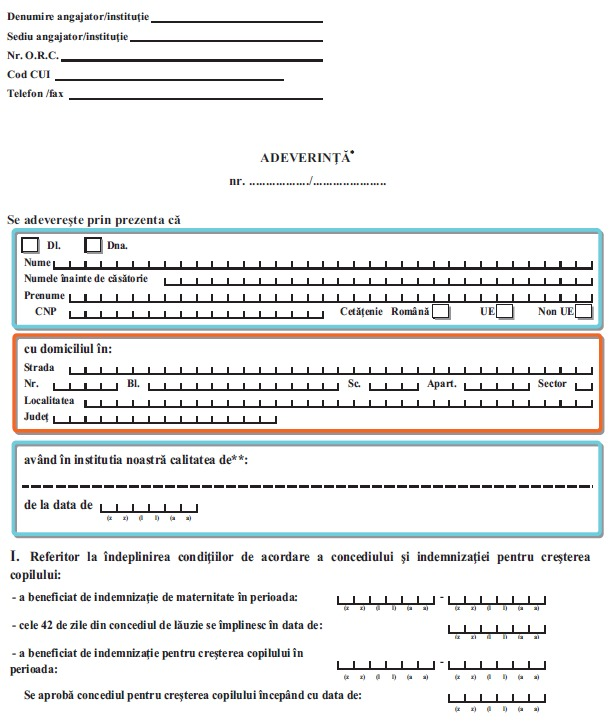 Denumire angajator/instituție
Sediu angajator/instituție
Nr. O.R.C.
Cod CUI
Telefon /fax
ADEVERINȚĂ*
nr. ................./.....................
Se adeverește prin prezenta că
Dl. Dna.
Nume
Numele înainte de căsătorie
Prenume
CNP Cetățenie Română UE Non UE
cu domiciliul în:
Strada
Nr. Bl. Sc. Apart. Sector
Localitatea
Județ
având în institutia noastră calitatea de**:
de la data de
(z z) (l l) (a a)
I. Referitor la îndeplinirea condițiilor de acordare a concediului și indemnizației pentru creșterea
copilului:
- a beneficiat de indemnizație de maternitate în perioada: -
(z z) (l l) (a a) (z z) (l l) (a a)
- cele 42 de zile din concediul de lăuzie se împlinesc în data de:
(z z) (l l) (a a)
- a beneficiat de indemnizație pentru creșterea copilului în
perioada: -
(z z) (l l) (a a) (z z) (l l) (a a)
Se aprobă concediul pentru creșterea copilului începând cu data de:
(z z) (l l) (a a)